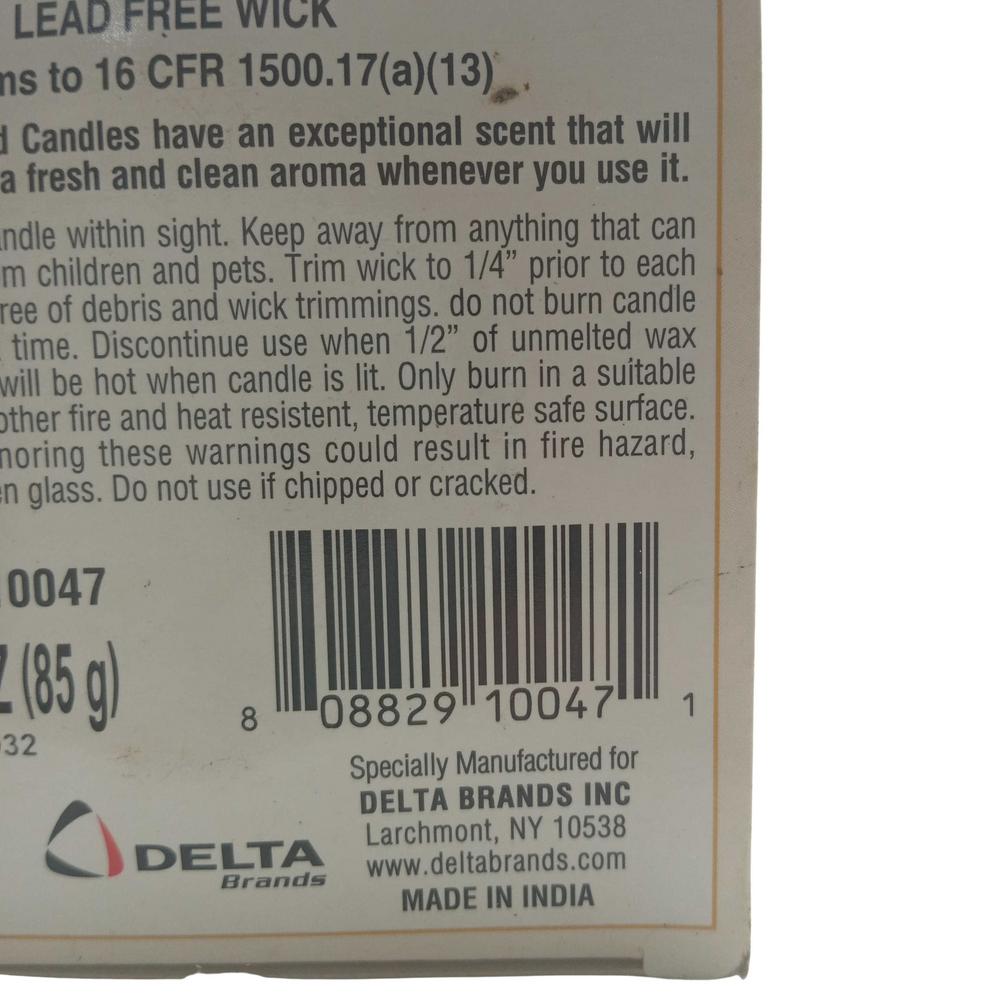 LEAD FREE WICK
ms to 16 CFR 1500.17(a)(13)
d Candles have an exceptional scent that will
a fresh and clean aroma whenever you use it.
andle within sight. Keep away from anything that can
m children and pets. Trim wick to 1/4” prior to each
ree of debris and wick trimmings. do not burn candle
time. Discontinue use when 1/2” of unmelted wax
will be hot when candle is lit. Only burn in a suitable
other fire and heat resistent, temperature safe surface.
noring these warnings could result in fire hazard,
en glass. Do not use if chipped or cracked.
0047
Z (85 g)
32
8 08829 10047 1
Specially Manufactured for
DELTA BRANDS INC
Larchmont, NY 10538
www.deltabrands.com
MADE IN INDIA
DELTA
Brands